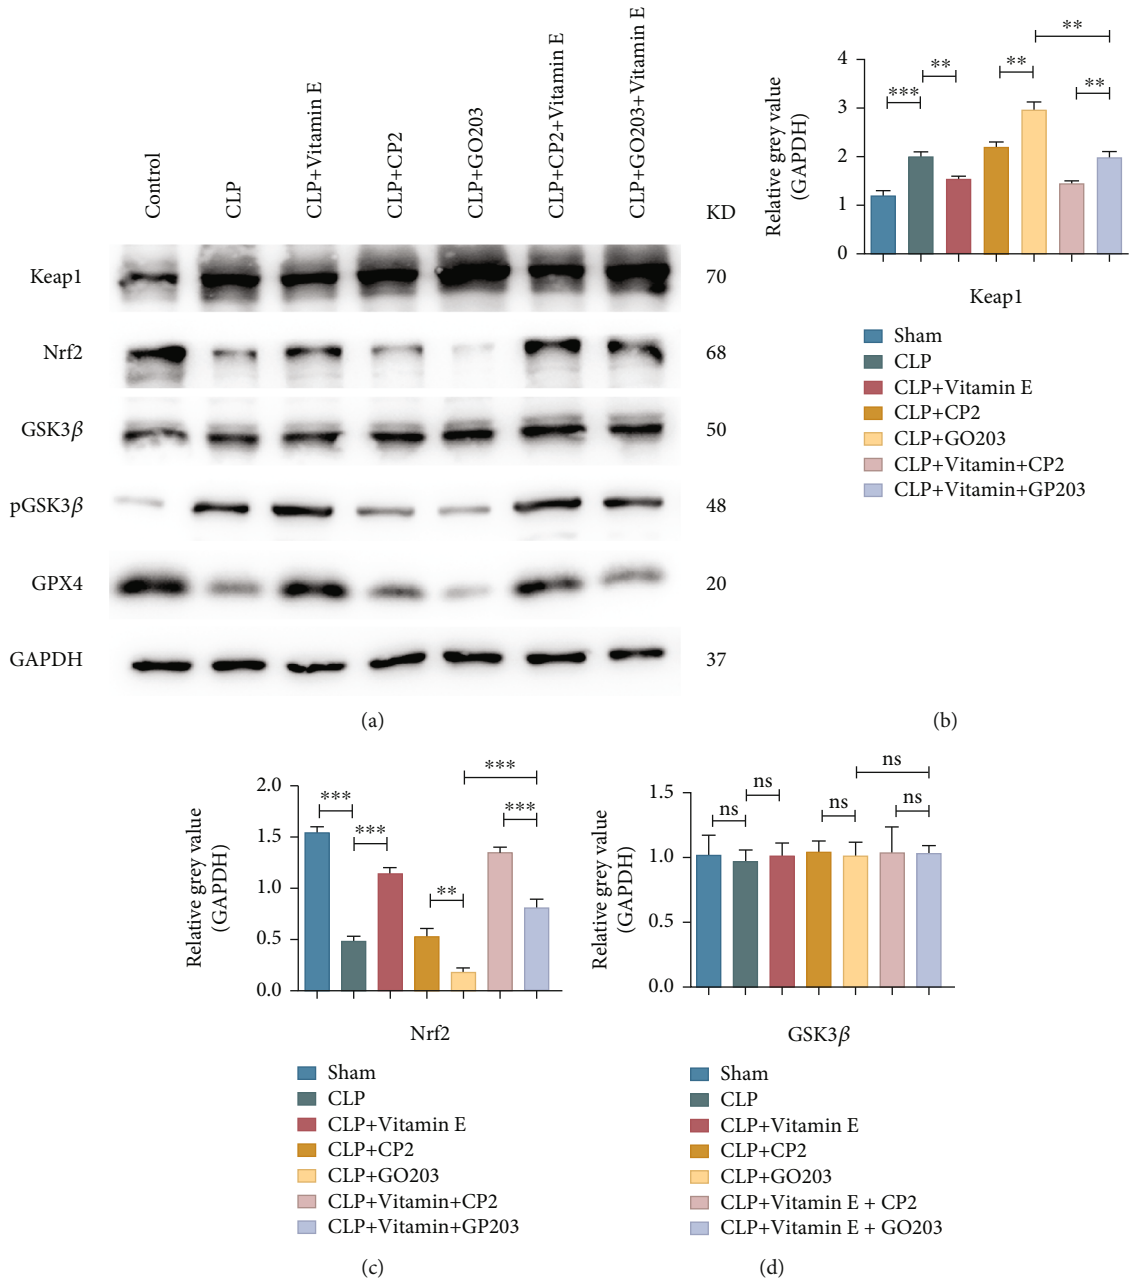 Control
CLP
CLP+Vitamin E
CLP+CP2
CLP+GO203
CLP+CP2+Vitamin E
CLP+GO203+Vitamin E
KD
Keap1
70
Nrf2
68
GSK3β
50
pGSK3β
48
GPX4
20
GAPDH
37
(a)
Relative grey value
(GAPDH)
4
3
2
1
0
***
**
**
**
**
Keap1
Sham
CLP
CLP+Vitamin E
CLP+CP2
CLP+GO203
CLP+Vitamin+CP2
CLP+Vitamin+GP203
(b)
Relative grey value
(GAPDH)
2.0
1.5
1.0
0.5
0.0
***
***
**
***
***
Nrf2
Sham
CLP
CLP+Vitamin E
CLP+CP2
CLP+GO203
CLP+Vitamin+CP2
CLP+Vitamin+GP203
(c)
Relative grey value
(GAPDH)
1.5
1.0
0.5
0.0
ns
ns
ns
ns
ns
GSK3β
Sham
CLP
CLP+Vitamin E
CLP+CP2
CLP+GO203
CLP+Vitamin E + CP2
CLP+Vitamin E + GO203
(d)